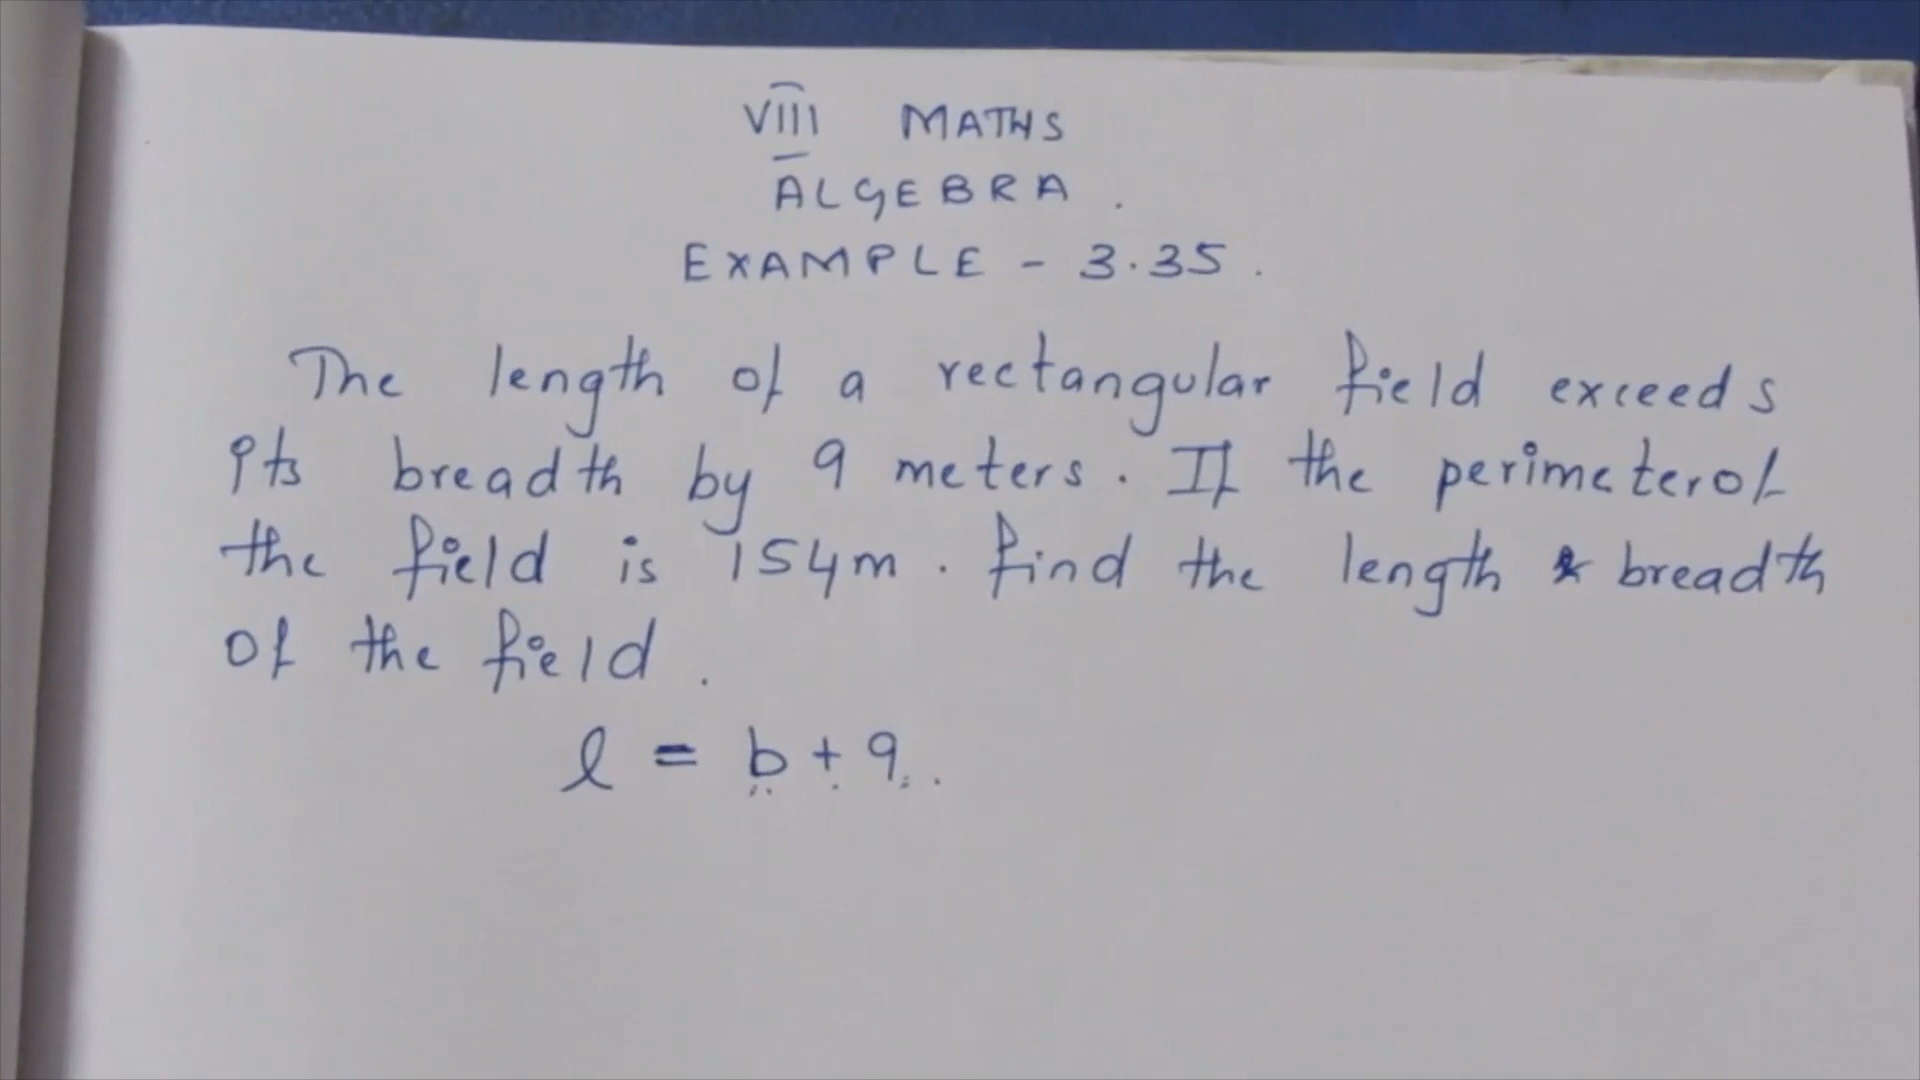 VIII MATHS
ALGEBRA.
EXAMPLE - 3.35.
The length of a rectangular field exceeds
its breadth by 9 meters. If the perimeter of
the field is 154m. find the length & breadth
of the field.
l = b + 9.